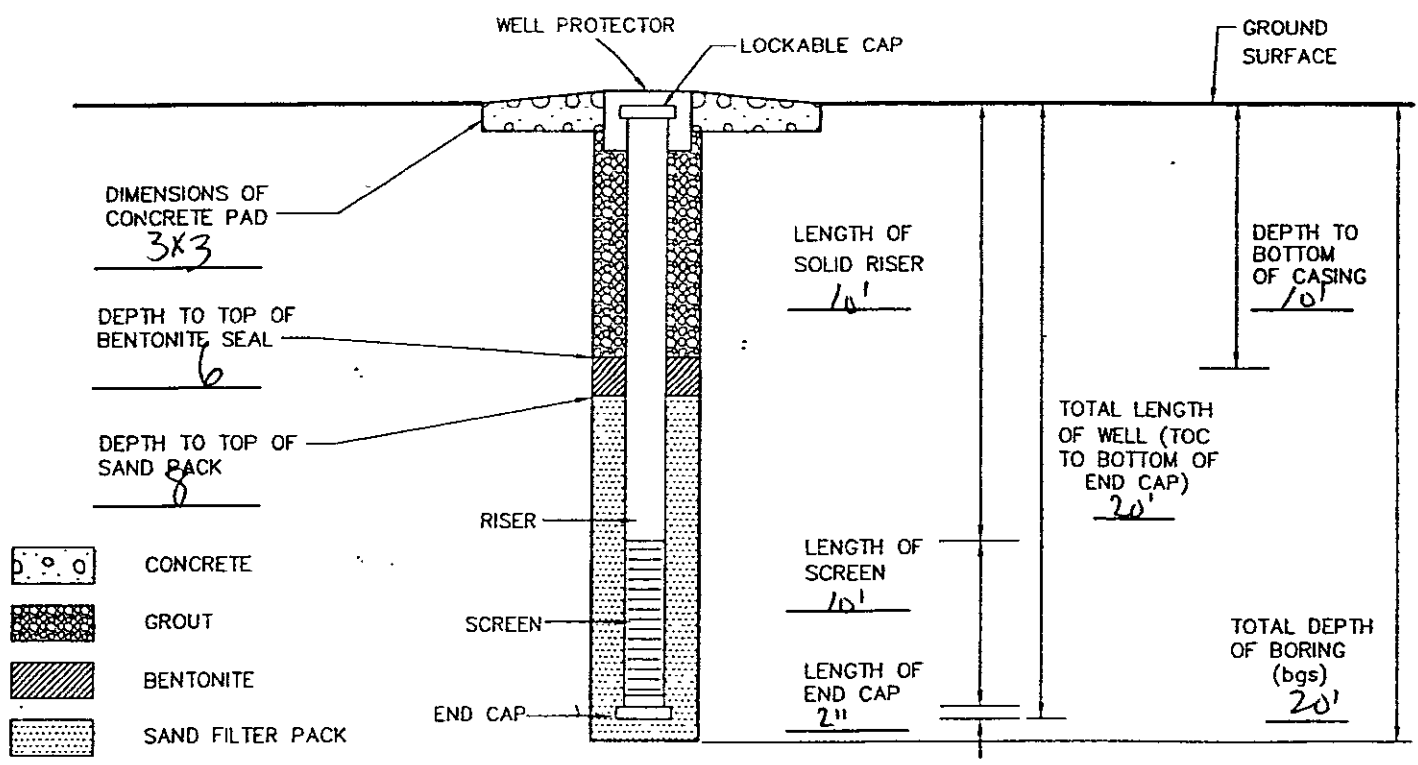 WELL PROTECTOR
LOCKABLE CAP
GROUND
SURFACE
DIMENSIONS OF
CONCRETE PAD
3X3
DEPTH TO TOP OF
BENTONITE SEAL
6
DEPTH TO TOP OF
SAND PACK
8
LENGTH OF
SOLID RISER
10'
DEPTH TO
BOTTOM
OF CASING
10'
TOTAL LENGTH
OF WELL (TOC
TO BOTTOM OF
END CAP)
20'
RISER
SCREEN
END CAP
LENGTH OF
SCREEN
10'
LENGTH OF
END CAP
2"
TOTAL DEPTH
OF BORING
(bgs)
20'
CONCRETE
GROUT
BENTONITE
SAND FILTER PACK